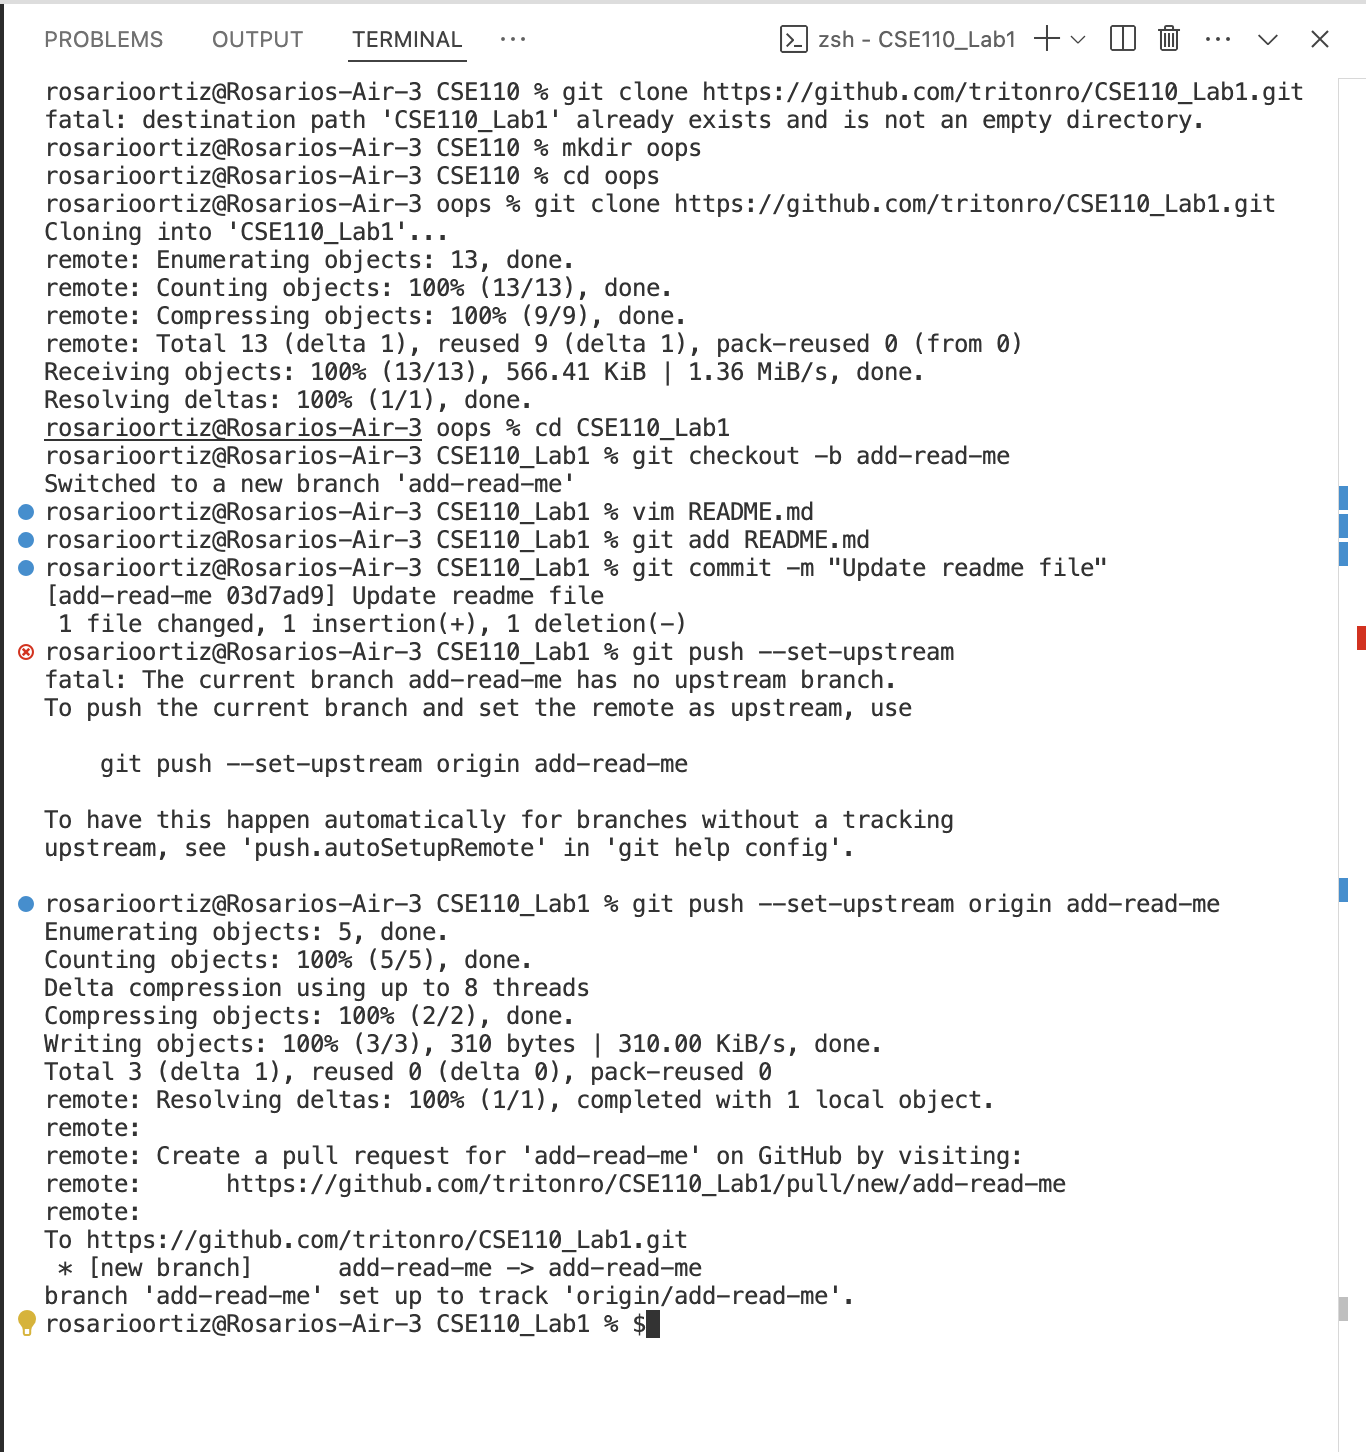 PROBLEMS OUTPUT TERMINAL ··· zsh - CSE110_Lab1
rosarioortiz@Rosarios-Air-3 CSE110 % git clone https://github.com/tritonro/CSE110_Lab1.git
fatal: destination path 'CSE110_Lab1' already exists and is not an empty directory.
rosarioortiz@Rosarios-Air-3 CSE110 % mkdir oops
rosarioortiz@Rosarios-Air-3 CSE110 % cd oops
rosarioortiz@Rosarios-Air-3 oops % git clone https://github.com/tritonro/CSE110_Lab1.git
Cloning into 'CSE110_Lab1'...
remote: Enumerating objects: 13, done.
remote: Counting objects: 100% (13/13), done.
remote: Compressing objects: 100% (9/9), done.
remote: Total 13 (delta 1), reused 9 (delta 1), pack-reused 0 (from 0)
Receiving objects: 100% (13/13), 566.41 KiB | 1.36 MiB/s, done.
Resolving deltas: 100% (1/1), done.
rosarioortiz@Rosarios-Air-3 oops % cd CSE110_Lab1
rosarioortiz@Rosarios-Air-3 CSE110_Lab1 % git checkout -b add-read-me
Switched to a new branch 'add-read-me'
rosarioortiz@Rosarios-Air-3 CSE110_Lab1 % vim README.md
rosarioortiz@Rosarios-Air-3 CSE110_Lab1 % git add README.md
rosarioortiz@Rosarios-Air-3 CSE110_Lab1 % git commit -m "Update readme file"
[add-read-me 03d7ad9] Update readme file
 1 file changed, 1 insertion(+), 1 deletion(-)
rosarioortiz@Rosarios-Air-3 CSE110_Lab1 % git push --set-upstream
fatal: The current branch add-read-me has no upstream branch.
To push the current branch and set the remote as upstream, use
    git push --set-upstream origin add-read-me
To have this happen automatically for branches without a tracking
upstream, see 'push.autoSetupRemote' in 'git help config'.
rosarioortiz@Rosarios-Air-3 CSE110_Lab1 % git push --set-upstream origin add-read-me
Enumerating objects: 5, done.
Counting objects: 100% (5/5), done.
Delta compression using up to 8 threads
Compressing objects: 100% (2/2), done.
Writing objects: 100% (3/3), 310 bytes | 310.00 KiB/s, done.
Total 3 (delta 1), reused 0 (delta 0), pack-reused 0
remote: Resolving deltas: 100% (1/1), completed with 1 local object.
remote:
remote: Create a pull request for 'add-read-me' on GitHub by visiting:
remote:      https://github.com/tritonro/CSE110_Lab1/pull/new/add-read-me
remote:
To https://github.com/tritonro/CSE110_Lab1.git
 * [new branch]      add-read-me -> add-read-me
branch 'add-read-me' set up to track 'origin/add-read-me'.
rosarioortiz@Rosarios-Air-3 CSE110_Lab1 % $